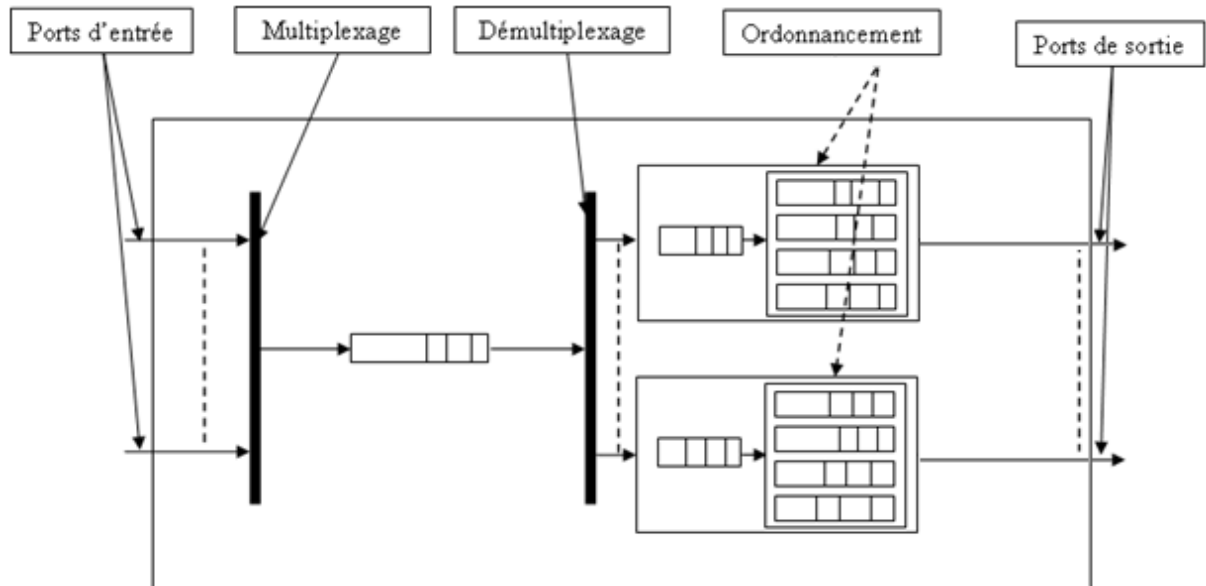 Ports d'entrée
Multiplexage
Démultiplexage
Ordonnancement
Ports de sortie